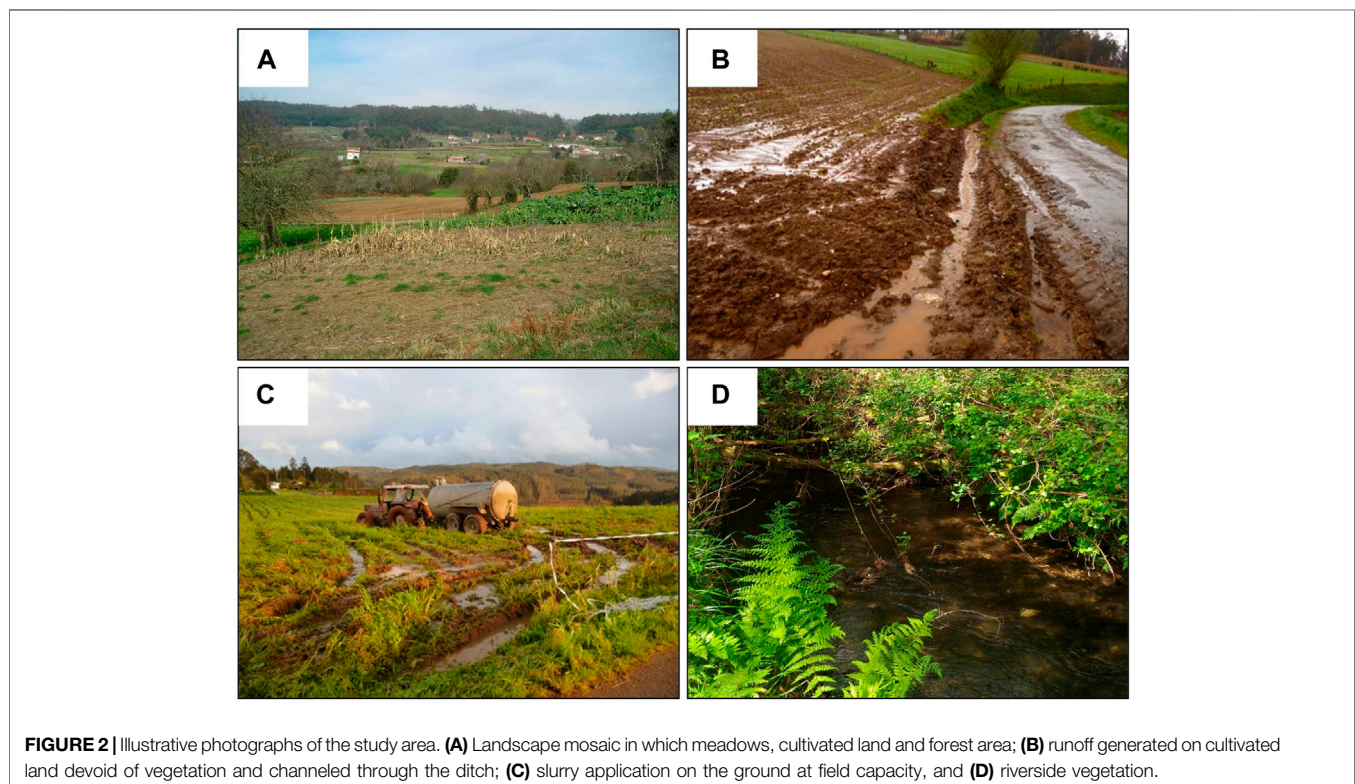 A
B
C
D
FIGURE 2 | Illustrative photographs of the study area. (A) Landscape mosaic in which meadows, cultivated land and forest area; (B) runoff generated on cultivated
land devoid of vegetation and channeled through the ditch; (C) slurry application on the ground at field capacity, and (D) riverside vegetation.